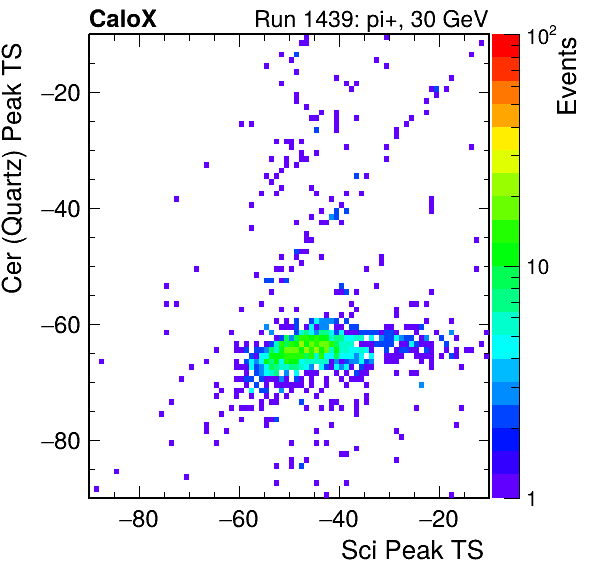 CaloX Run 1439: pi+, 30 GeV
Cer (Quartz) Peak TS
−20
−40
−60
−80
−80 −60 −40 −20
Sci Peak TS
10²
10
1
Events